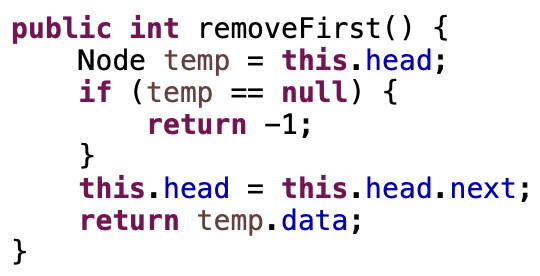 public int removeFirst() {
    Node temp = this.head;
    if (temp == null) {
        return -1;
    }
    this.head = this.head.next;
    return temp.data;
}